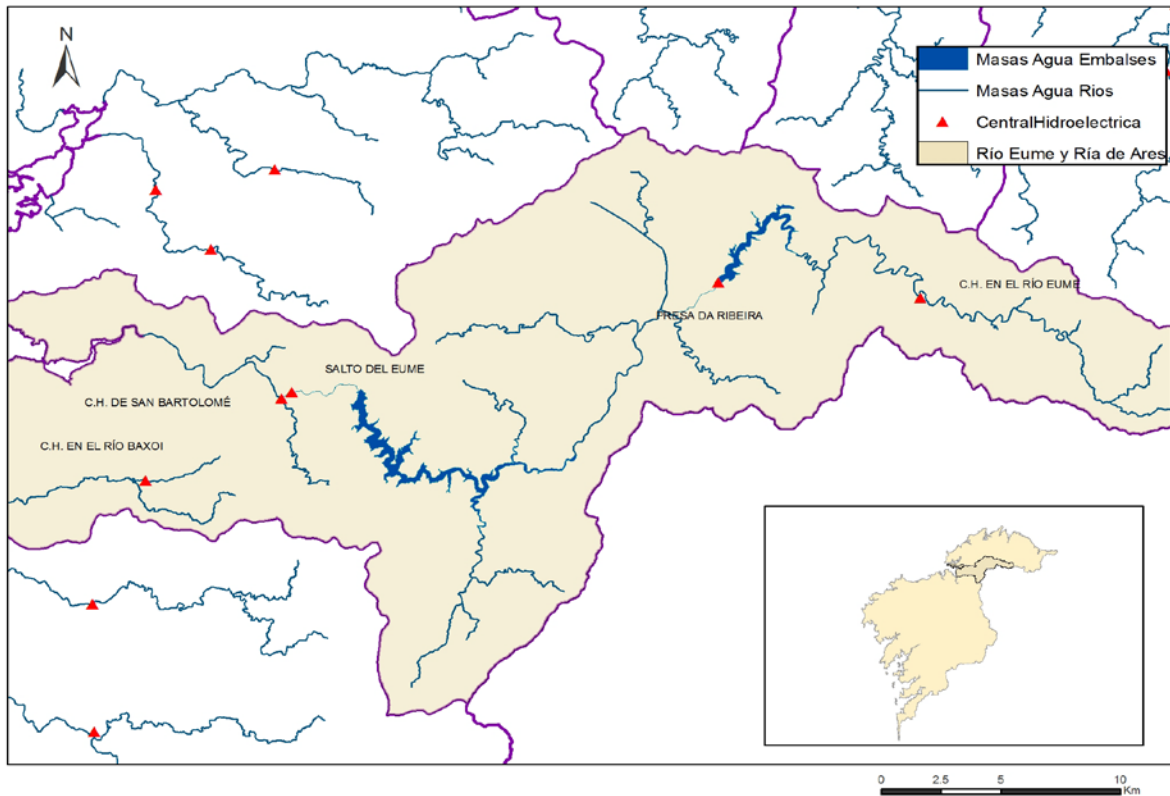 N
Masas Agua Embalses
Masas Agua Rios
CentralHidroelectrica
Río Eume y Ría de Ares
C.H. EN EL RÍO EUME
PRESA DA RIBEIRA
SALTO DEL EUME
C.H. DE SAN BARTOLOMÉ
C.H. EN EL RÍO BAXOI
0 2.5 5 10
Km